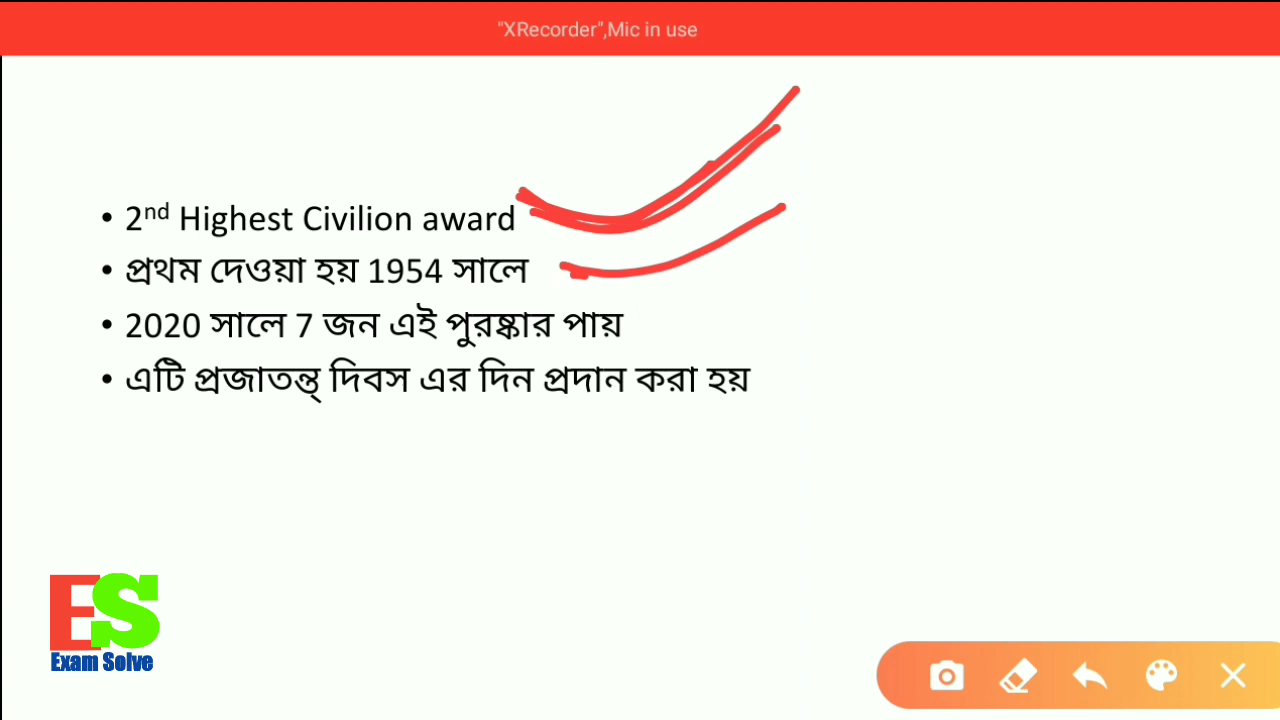 "XRecorder",Mic in use
• 2nd Highest Civilion award
• প্রথম দেওয়া হয় 1954 সালে
• 2020 সালে 7 জন এই পুরষ্কার পায়
• এটি প্রজাতন্ত্ দিবস এর দিন প্রদান করা হয়
ES
Exam Solve